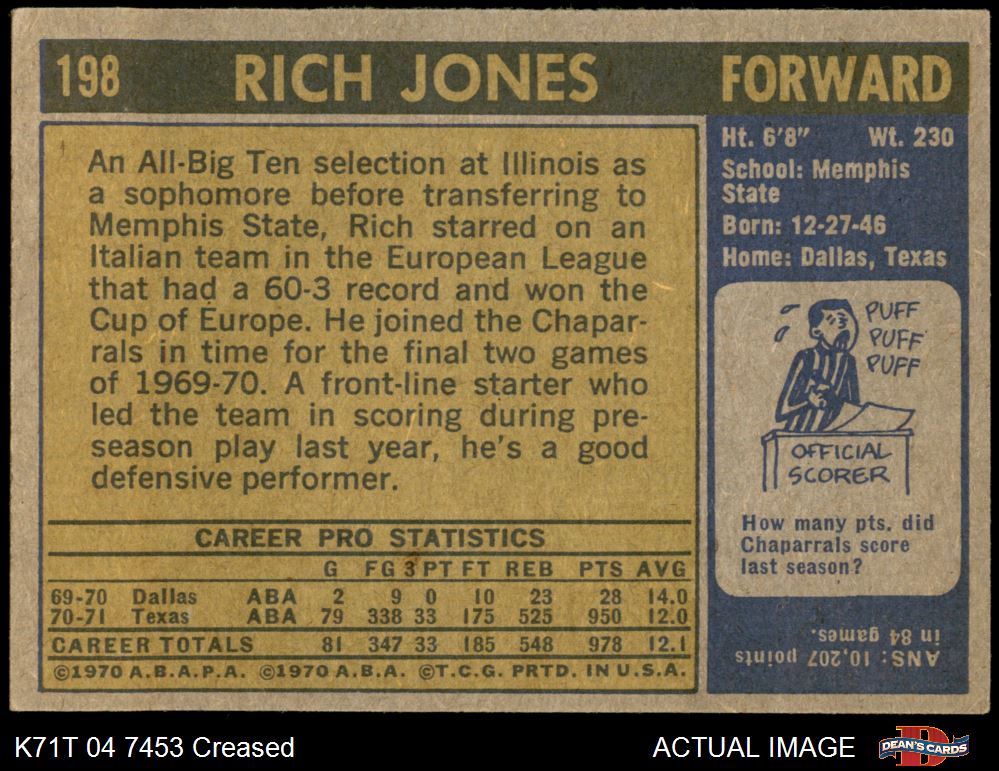 198 RICH JONES FORWARD
An All-Big Ten selection at Illinois as
a sophomore before transferring to
Memphis State, Rich starred on an
Italian team in the European League
that had a 60-3 record and won the
Cup of Europe. He joined the Chapar-
rals in time for the final two games
of 1969-70. A front-line starter who
led the team in scoring during pre-
season play last year, he's a good
defensive performer.
CAREER PRO STATISTICS
G FG 3 PT FT REB PTS AVG
69-70 Dallas ABA 2 9 0 10 23 28 14.0
70-71 Texas ABA 79 338 33 175 525 950 12.0
CAREER TOTALS 81 347 33 185 548 978 12.1
©1970 A.B.A.P.A. ©1970 A.B.A. ©T.C.G. PRTD. IN U.S.A.
Ht. 6'8" Wt. 230
School: Memphis
State
Born: 12-27-46
Home: Dallas, Texas
PUFF
PUFF
PUFF
OFFICIAL
SCORER
How many pts. did
Chaparrals score
last season?
ANS: 10,207 points
in 84 games.
K71T 04 7453 Creased
ACTUAL IMAGE
DEAN'S CARDS